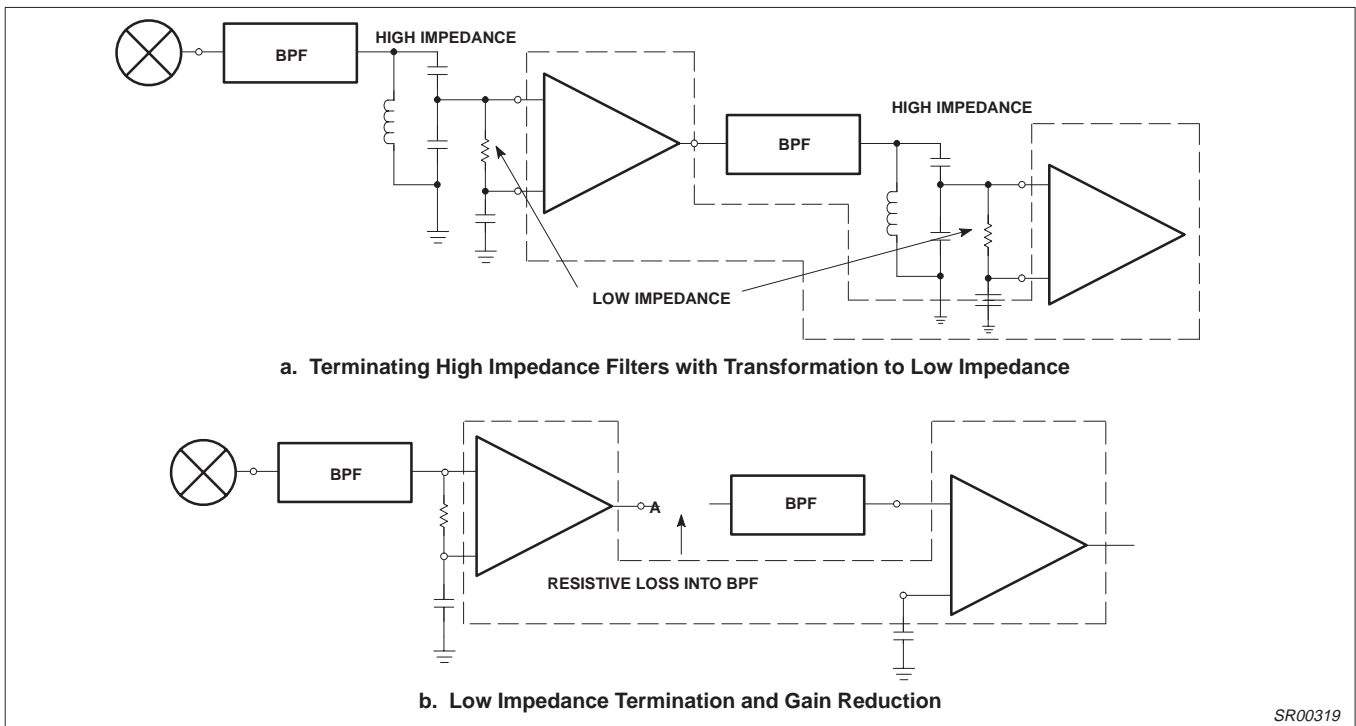 HIGH IMPEDANCE
BPF
HIGH IMPEDANCE
BPF
LOW IMPEDANCE
a. Terminating High Impedance Filters with Transformation to Low Impedance
BPF
A
BPF
RESISTIVE LOSS INTO BPF
b. Low Impedance Termination and Gain Reduction
SR00319